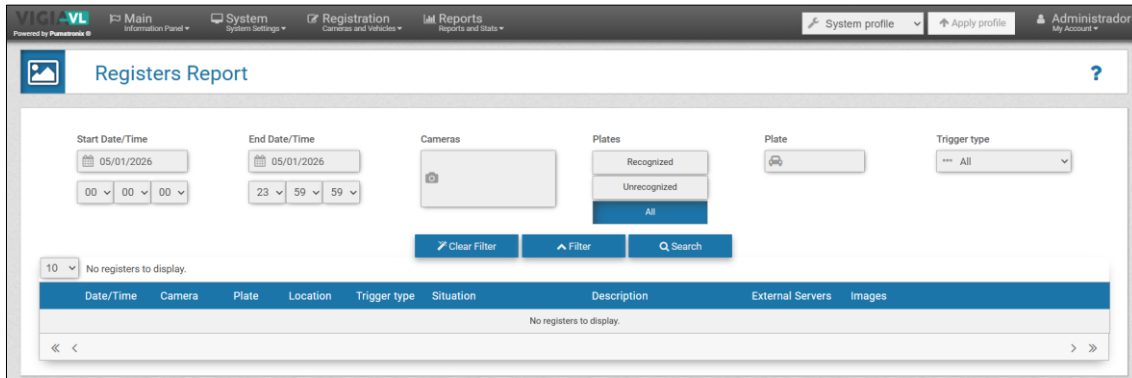 VIGIAVL
Powered by Pumatronix ®
Main
Information Panel
System
System Settings
Registration
Cameras and Vehicles
Reports
Reports and Stats
System profile
Apply profile
Administrador
My Account
Registers Report
?
Start Date/Time
End Date/Time
Cameras
Plates
Plate
Trigger type
05/01/2026
05/01/2026
Recognized
All
00 00 00
23 59 59
Unrecognized
All
Clear Filter
Filter
Search
10
No registers to display.
Date/Time Camera Plate Location Trigger type Situation Description External Servers Images
No registers to display.